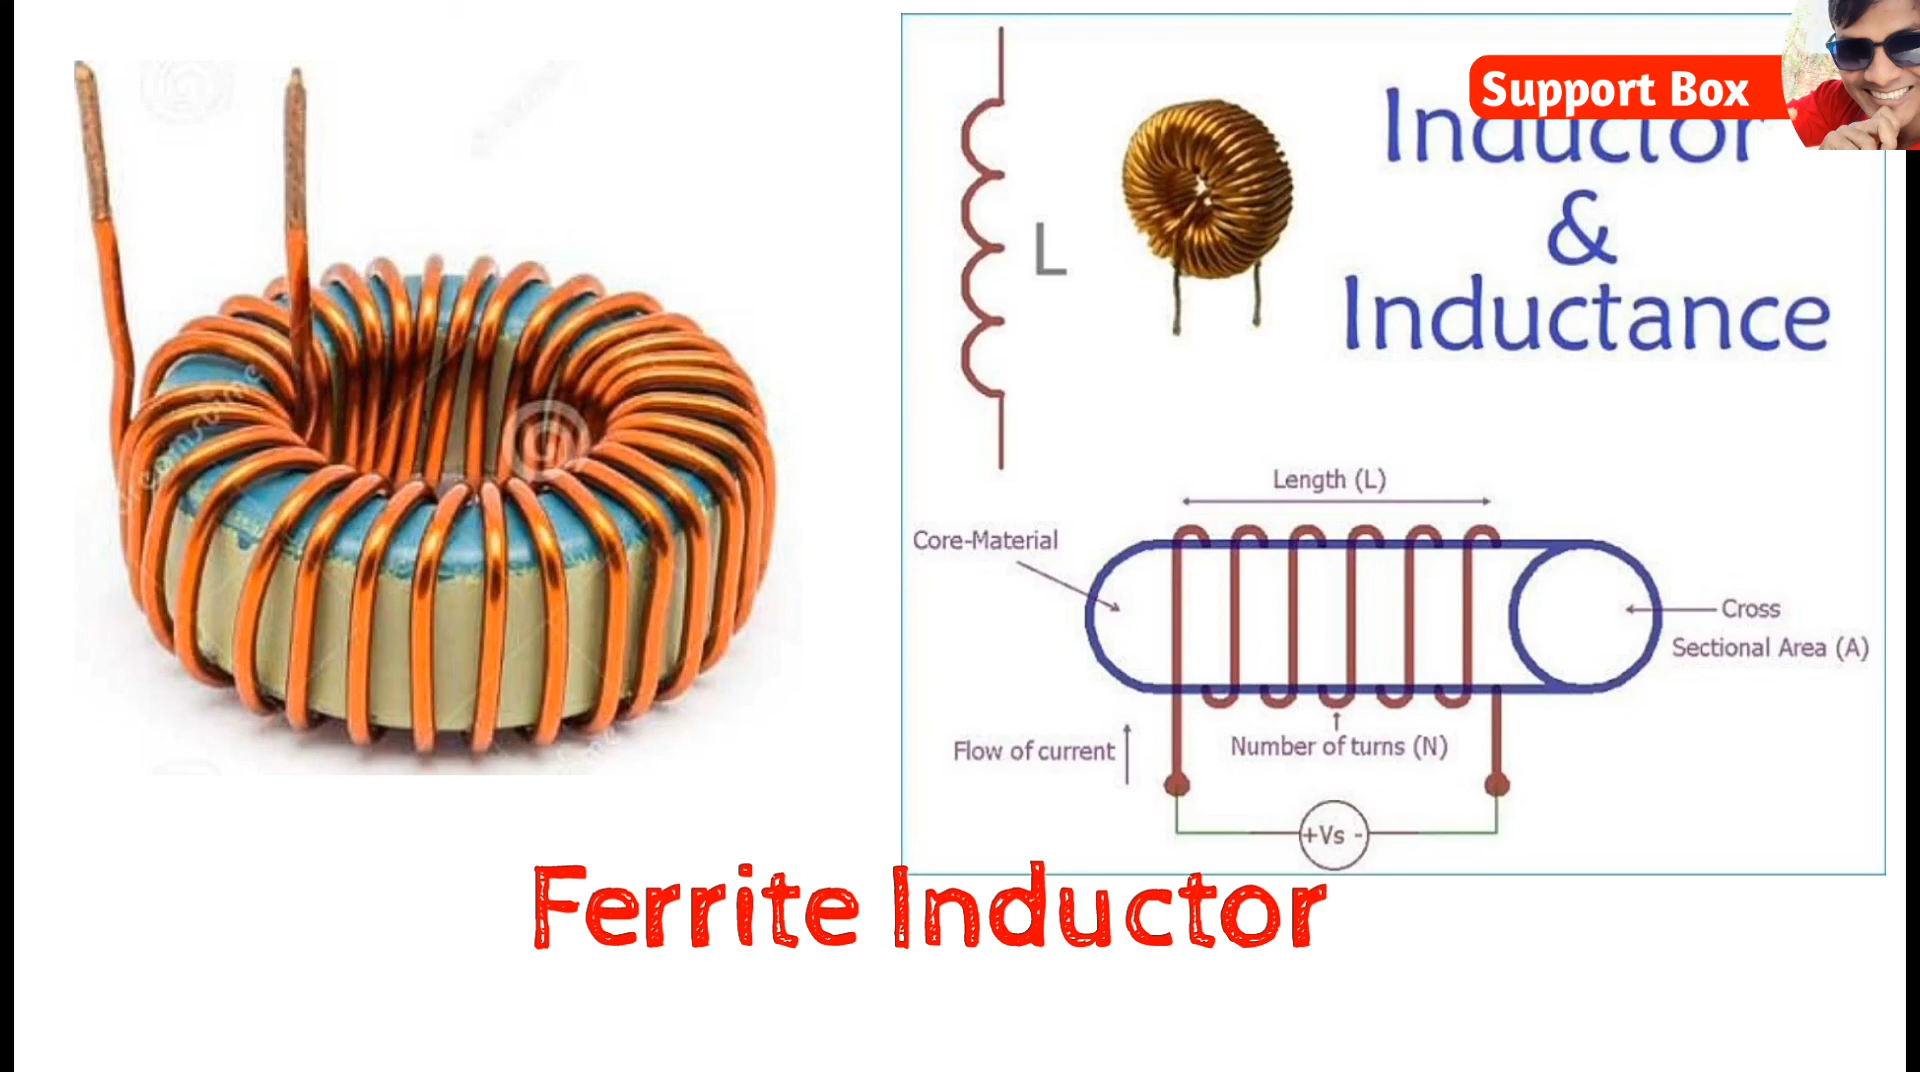 Support Box
Inductor
&
Inductance
L
Length (L)
Core-Material
Cross
Sectional Area (A)
Flow of current
Number of turns (N)
+Vs -
Ferrite Inductor